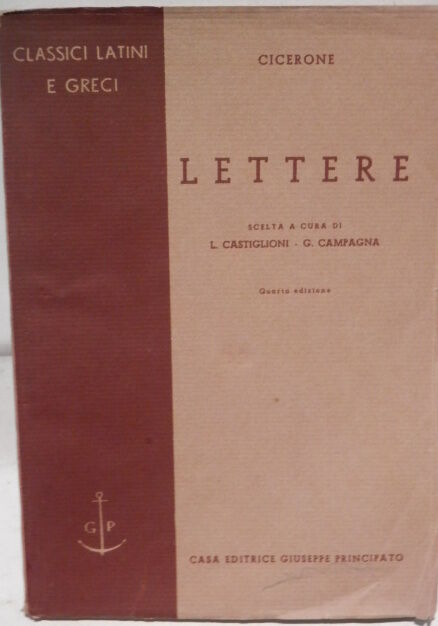 CLASSICI LATINI
E GRECI
CICERONE
LETTERE
SCELTA A CURA DI
L. CASTIGLIONI - G. CAMPAGNA
Quarta edizione
G P
CASA EDITRICE GIUSEPPE PRINCIPATO